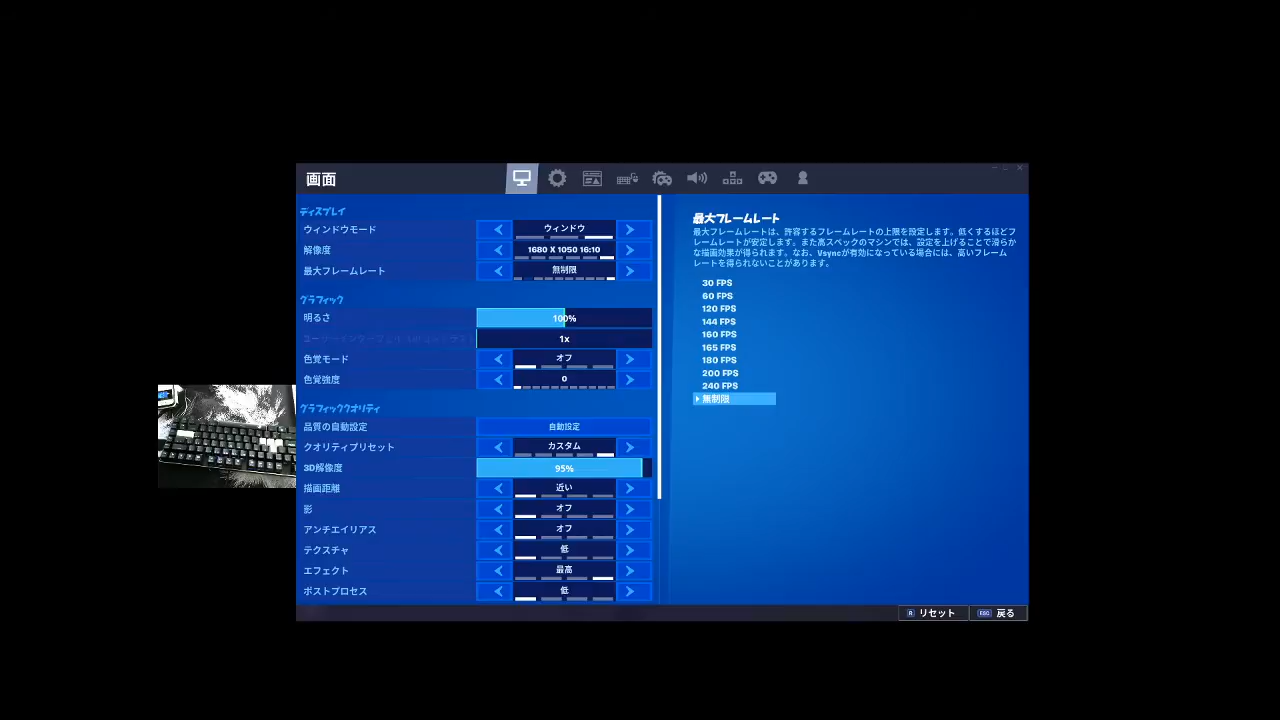 画面
ディスプレイ
ウィンドウモード
ウィンドウ
解像度
1680 X 1050 16:10
最大フレームレート
無制限
グラフィック
明るさ
100%
1x
色覚モード
オフ
色覚強度
0
グラフィッククオリティ
品質の自動設定
自動設定
クオリティプリセット
カスタム
3D解像度
95%
描画距離
近い
影
オフ
アンチエイリアス
オフ
テクスチャ
低
エフェクト
最高
ポストプロセス
低
最大フレームレート
最大フレームレートは、許容するフレームレートの上限を設定します。低くするほどフ
レームレートが安定します。また高スペックのマシンでは、設定を上げることで滑らか
な描画効果が得られます。なお、Vsyncが有効になっている場合には、高いフレーム
レートを得られないことがあります。
30 FPS
60 FPS
120 FPS
144 FPS
160 FPS
165 FPS
180 FPS
200 FPS
240 FPS
無制限
R リセット
ESC 戻る